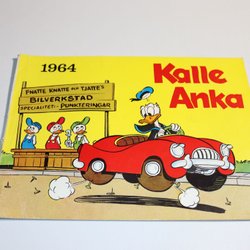 1964
Kalle
Anka
FNATTE KNATTE OCH TJATTE'S
BILVERKSTAD
SPECIALITET: PUNKTERINGAR